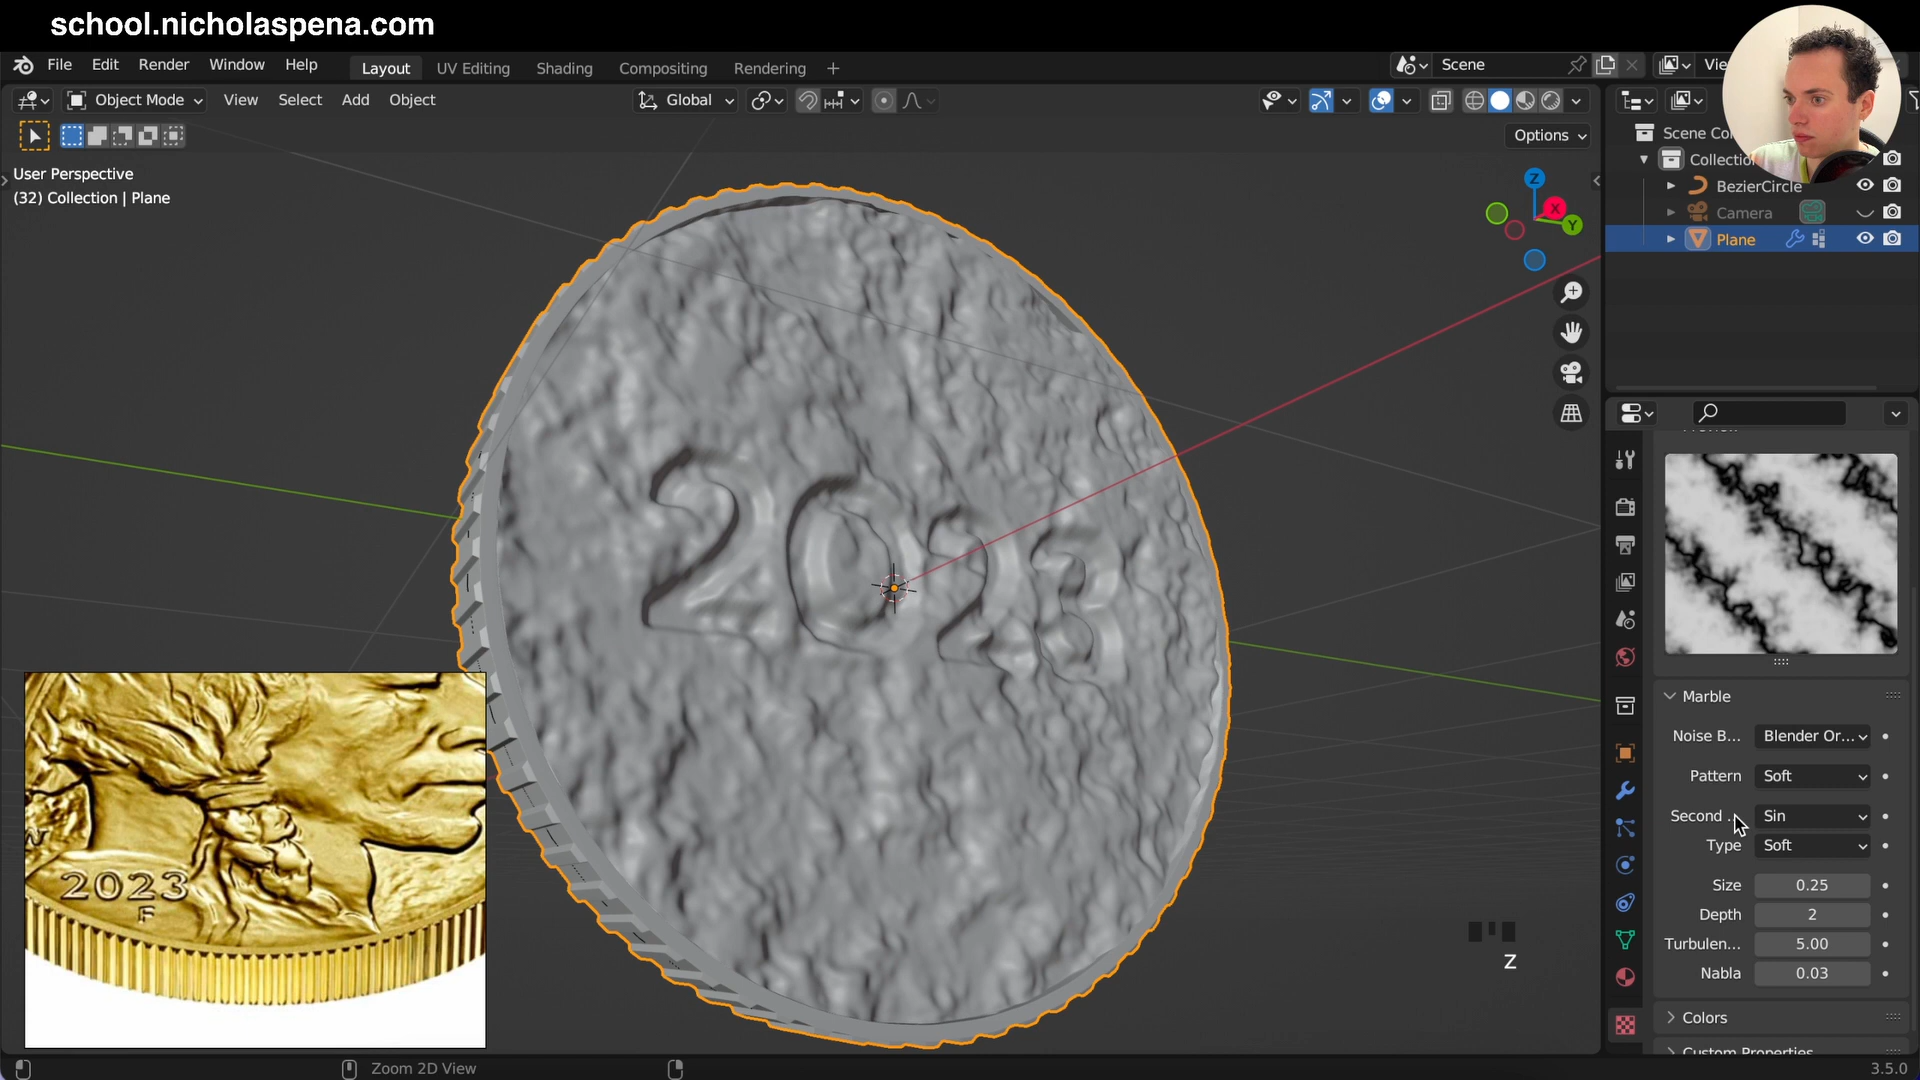 school.nicholaspena.com
File Edit Render Window Help Layout UV Editing Shading Compositing Rendering + Scene
Object Mode View Select Add Object Global
Options
User Perspective
(32) Collection | Plane
Z
X
Y
BezierCircle
Camera
Plane
2023
2023
F
Marble
Noise B... Blender Or...
Pattern Soft
Second ... Sin
Type Soft
Size 0.25
Depth 2
Turbulen... 5.00
Nabla 0.03
Colors
Custom Properties
Z
Zoom 2D View
3.5.0